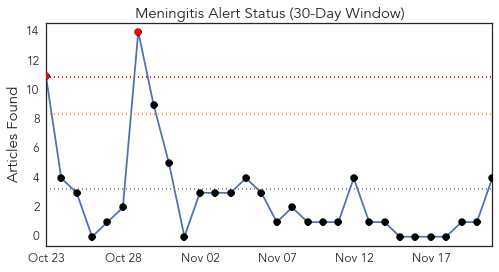 Meningitis Alert Status (30-Day Window)
Articles Found
14
12
10
8
6
4
2
0
Oct 23 Oct 28 Nov 02 Nov 07 Nov 12 Nov 17